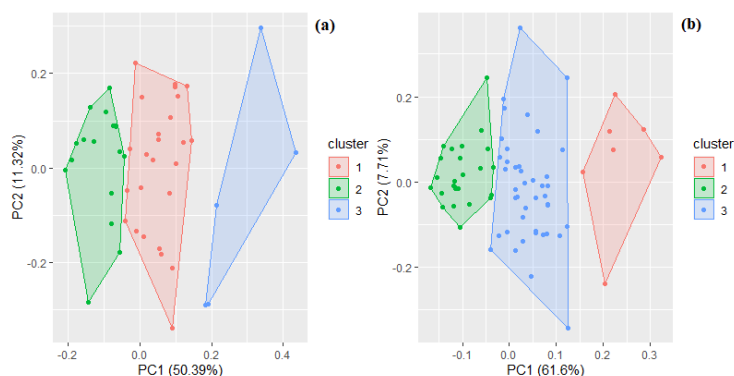 (a)
0.2
0.0
-0.2
PC2 (11.32%)
-0.2
0.0
0.2
0.4
PC1 (50.39%)
cluster
1
2
3
(b)
0.2
0.0
-0.2
PC2 (7.71%)
-0.1
0.0
0.1
0.2
0.3
PC1 (61.6%)
cluster
1
2
3